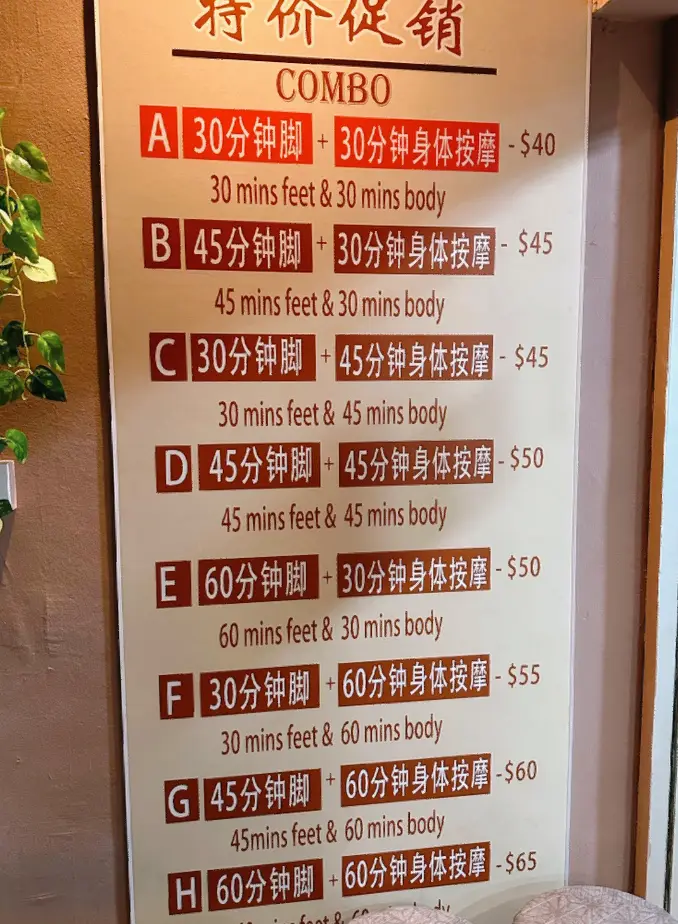 特价促销
COMBO
A 30分钟脚 + 30分钟身体按摩 - $40
30 mins feet & 30 mins body
B 45分钟脚 + 30分钟身体按摩 - $45
45 mins feet & 30 mins body
C 30分钟脚 + 45分钟身体按摩 - $45
30 mins feet & 45 mins body
D 45分钟脚 + 45分钟身体按摩 - $50
45 mins feet & 45 mins body
E 60分钟脚 + 30分钟身体按摩 - $50
60 mins feet & 30 mins body
F 30分钟脚 + 60分钟身体按摩 - $55
30 mins feet & 60 mins body
G 45分钟脚 + 60分钟身体按摩 - $60
45mins feet & 60 mins body
H 60分钟脚 + 60分钟身体按摩 - $65
mins feet &